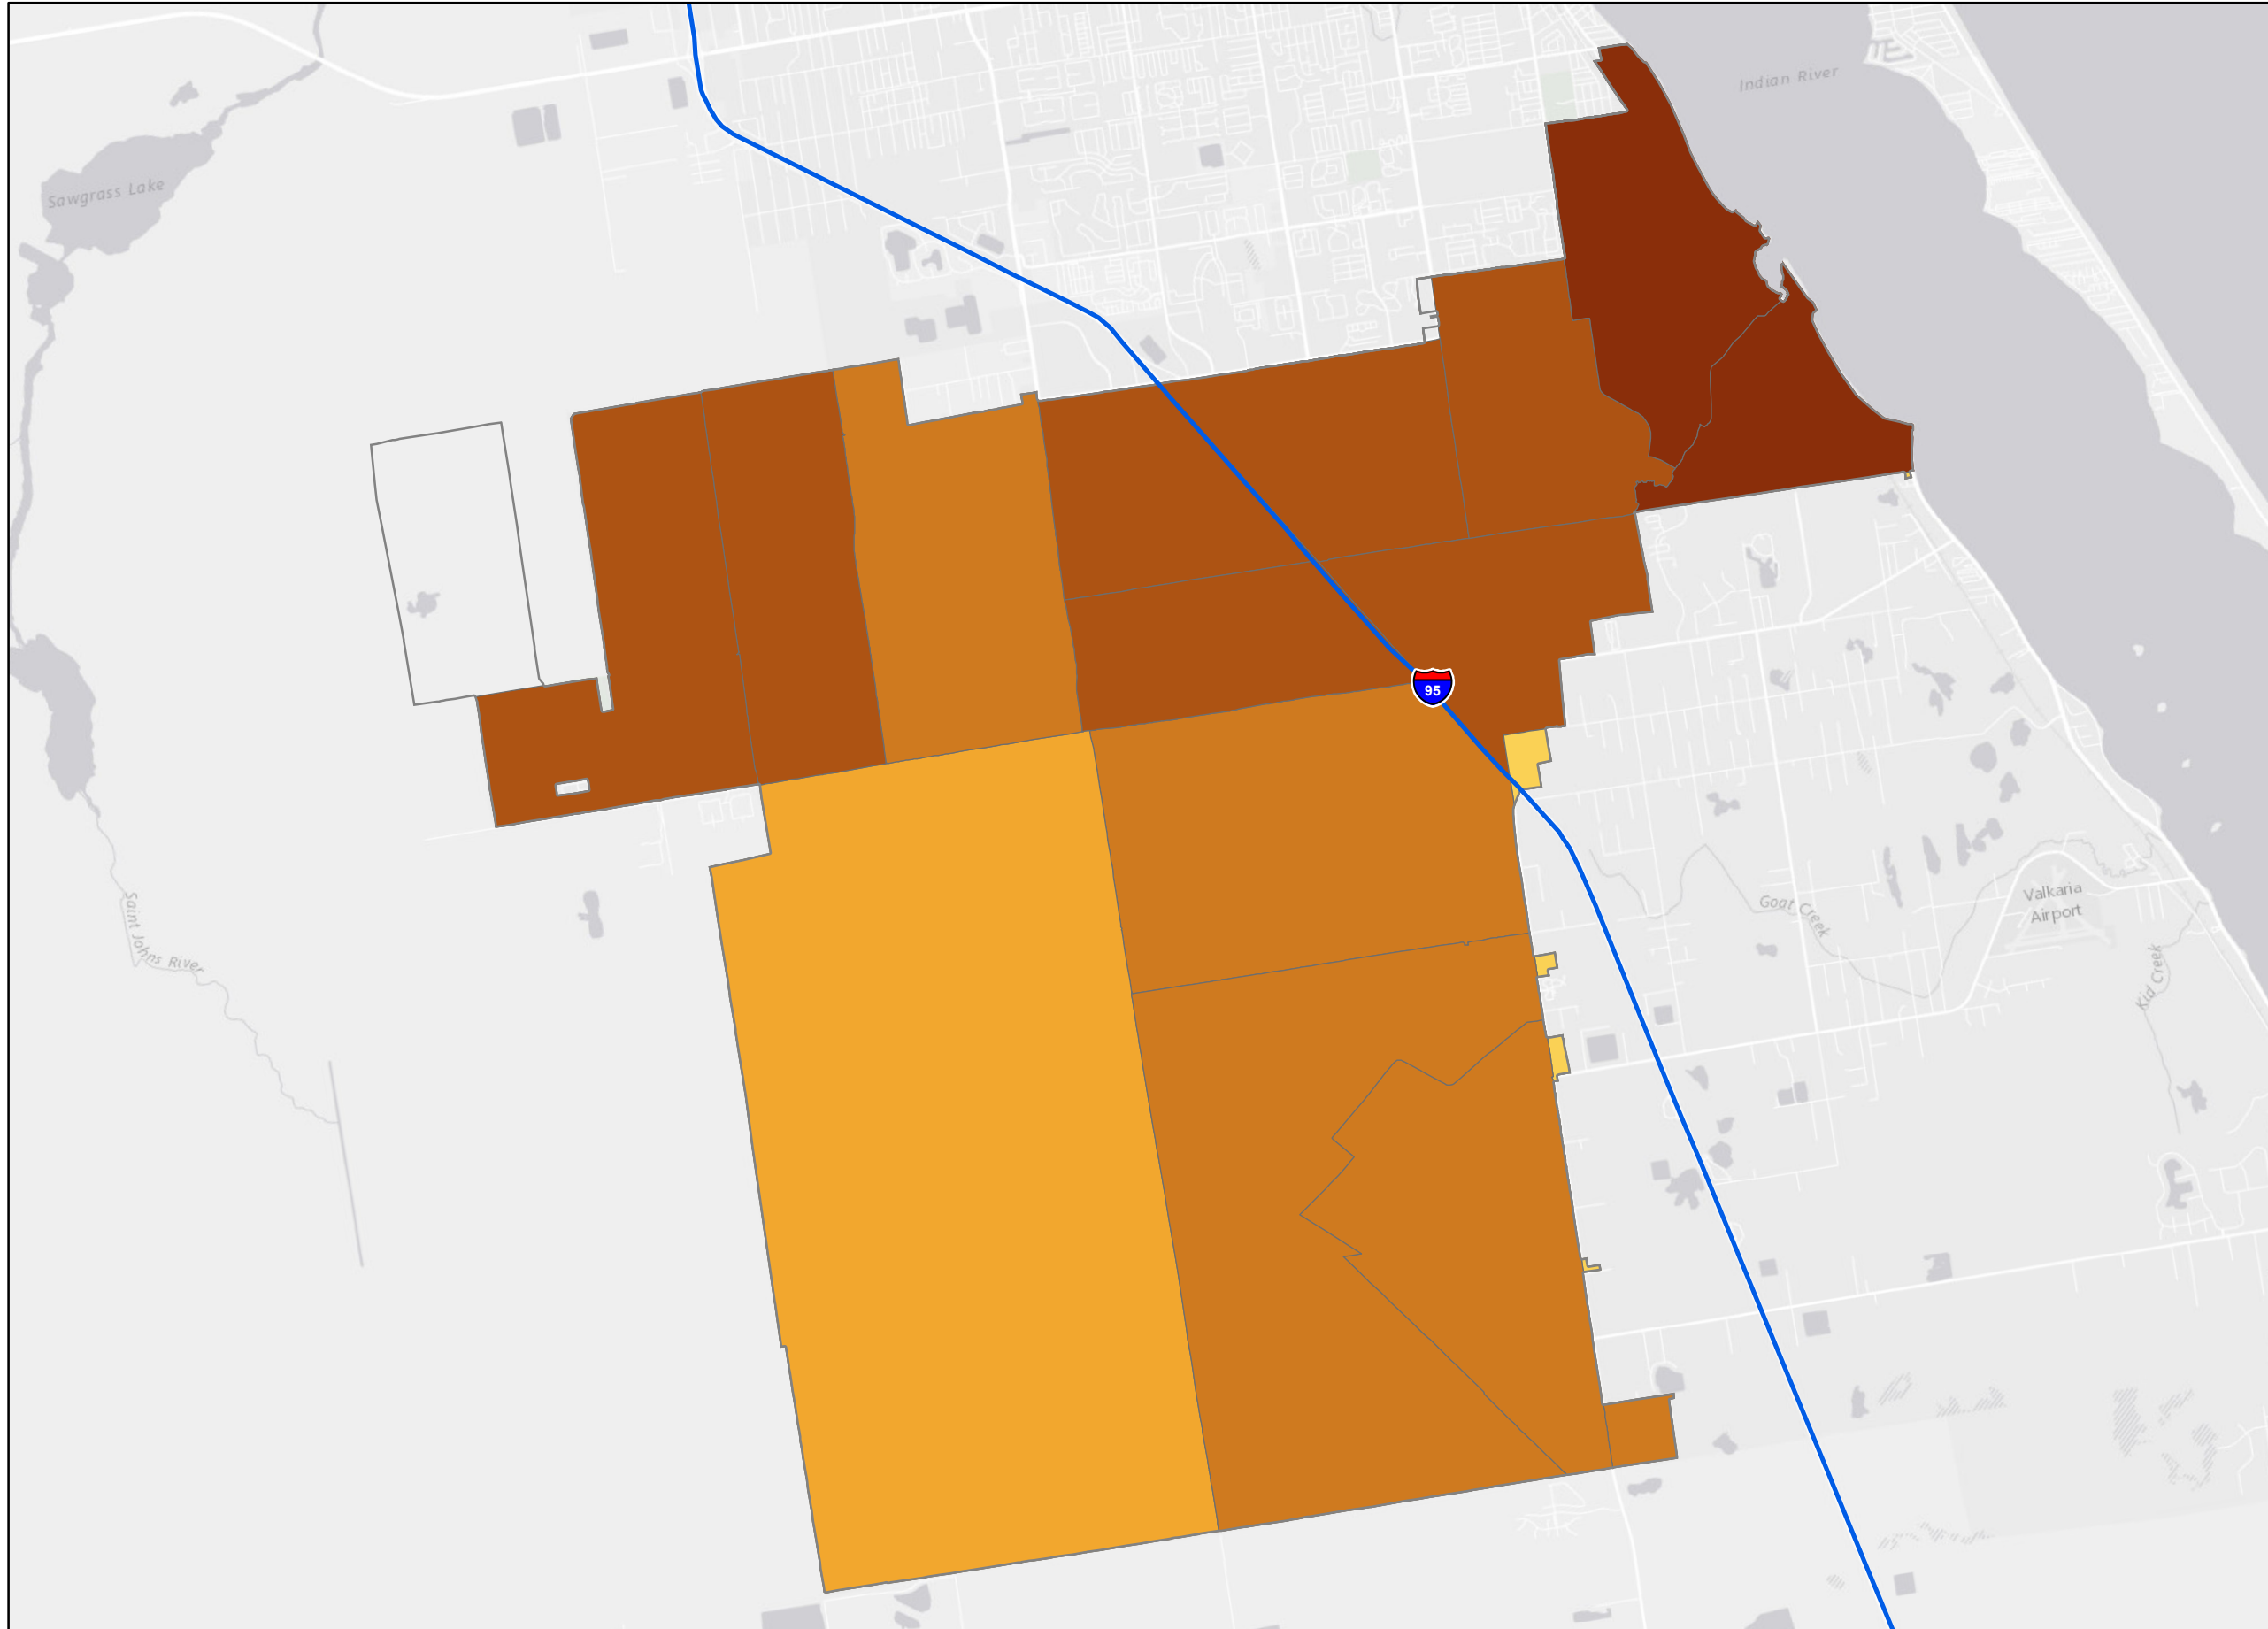 Indian River
Sawgrass Lake
95
Valkaria
Airport
Goat Creek
Saint Johns River
Kid Creek